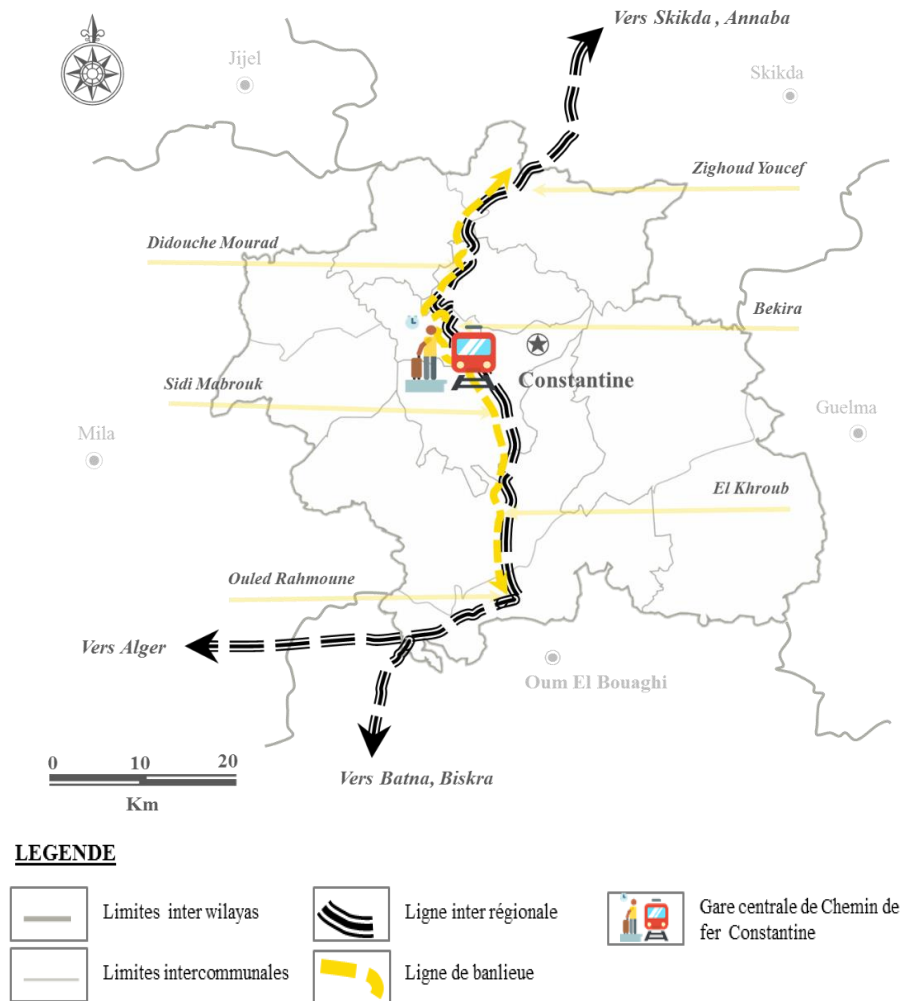 Vers Skikda , Annaba
Jijel
Skikda
Zighoud Youcef
Didouche Mourad
Bekira
Constantine
Sidi Mabrouk
Guelma
Mila
El Khroub
Ouled Rahmoune
Vers Alger
Oum El Bouaghi
Vers Batna, Biskra
0 10 20
Km
LEGENDE
Limites inter wilayas
Ligne inter régionale
Gare centrale de Chemin de
fer Constantine
Limites intercommunales
Ligne de banlieue